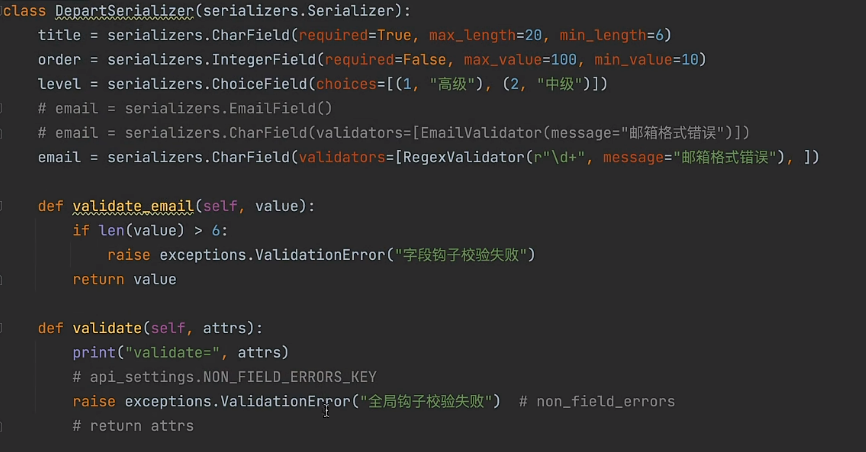 class DepartSerializer(serializers.Serializer):
    title = serializers.CharField(required=True, max_length=20, min_length=6)
    order = serializers.IntegerField(required=False, max_value=100, min_value=10)
    level = serializers.ChoiceField(choices=[(1, "高级"), (2, "中级")])
    # email = serializers.EmailField()
    # email = serializers.CharField(validators=[EmailValidator(message="邮箱格式错误")])
    email = serializers.CharField(validators=[RegexValidator(r"\d+", message="邮箱格式错误"), ])
    def validate_email(self, value):
        if len(value) > 6:
            raise exceptions.ValidationError("字段钩子校验失败")
        return value
    def validate(self, attrs):
        print("validate=", attrs)
        # api_settings.NON_FIELD_ERRORS_KEY
        raise exceptions.ValidationError("全局钩子校验失败")  # non_field_errors
        # return attrs